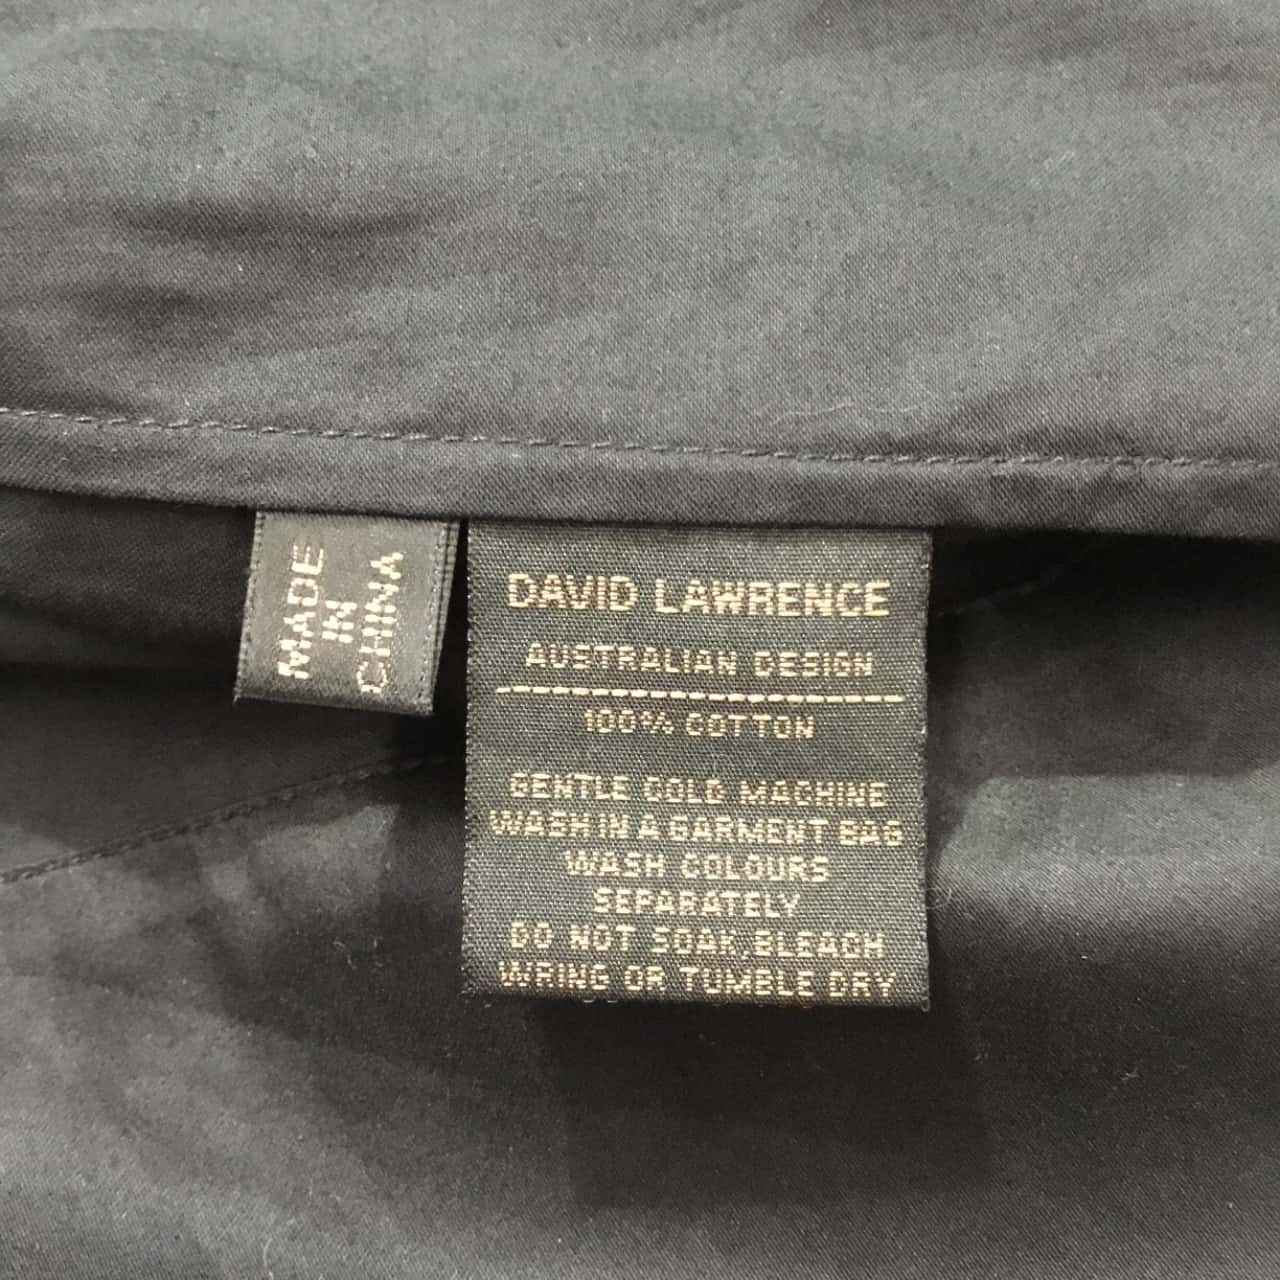 MADE
IN
CHINA
DAVID LAWRENCE
AUSTRALIAN DESIGN
100% COTTON
GENTLE COLD MACHINE
WASH IN A GARMENT BAG
WASH COLOURS
SEPARATELY
DO NOT SOAK, BLEACH
WRING OR TUMBLE DRY